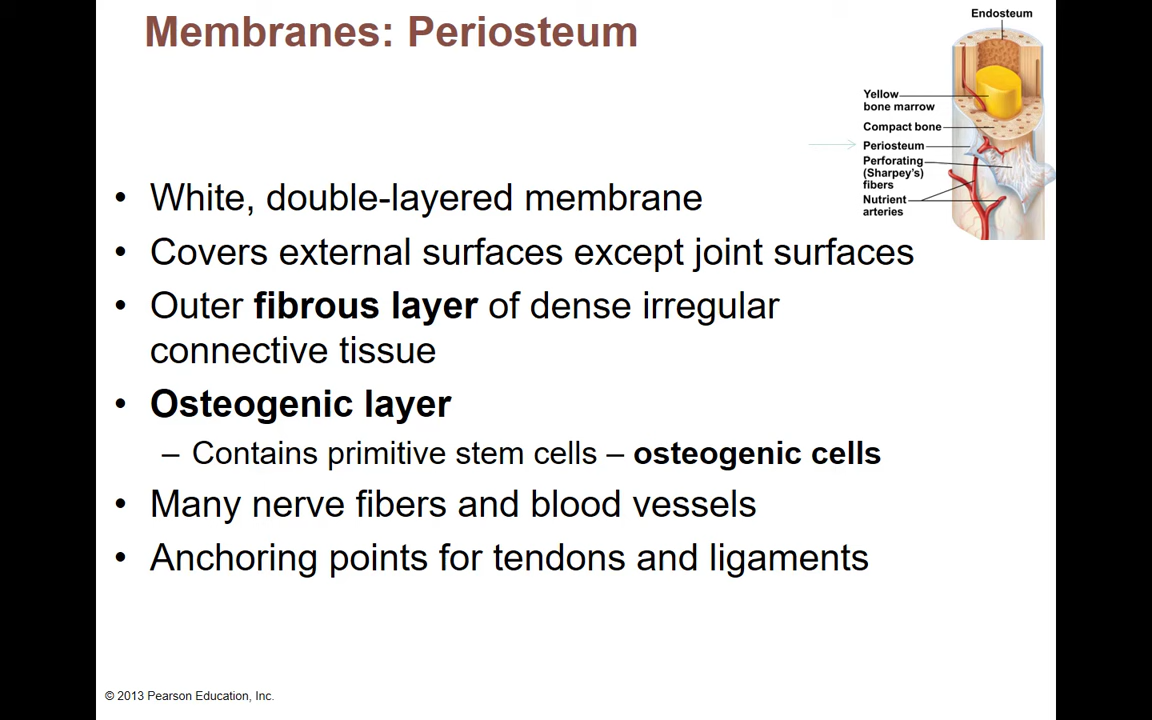 Membranes: Periosteum
Endosteum
Yellow
bone marrow
Compact bone
Periosteum
Perforating
(Sharpey's)
fibers
Nutrient
arteries
• White, double-layered membrane
• Covers external surfaces except joint surfaces
• Outer fibrous layer of dense irregular
connective tissue
• Osteogenic layer
– Contains primitive stem cells – osteogenic cells
• Many nerve fibers and blood vessels
• Anchoring points for tendons and ligaments
© 2013 Pearson Education, Inc.